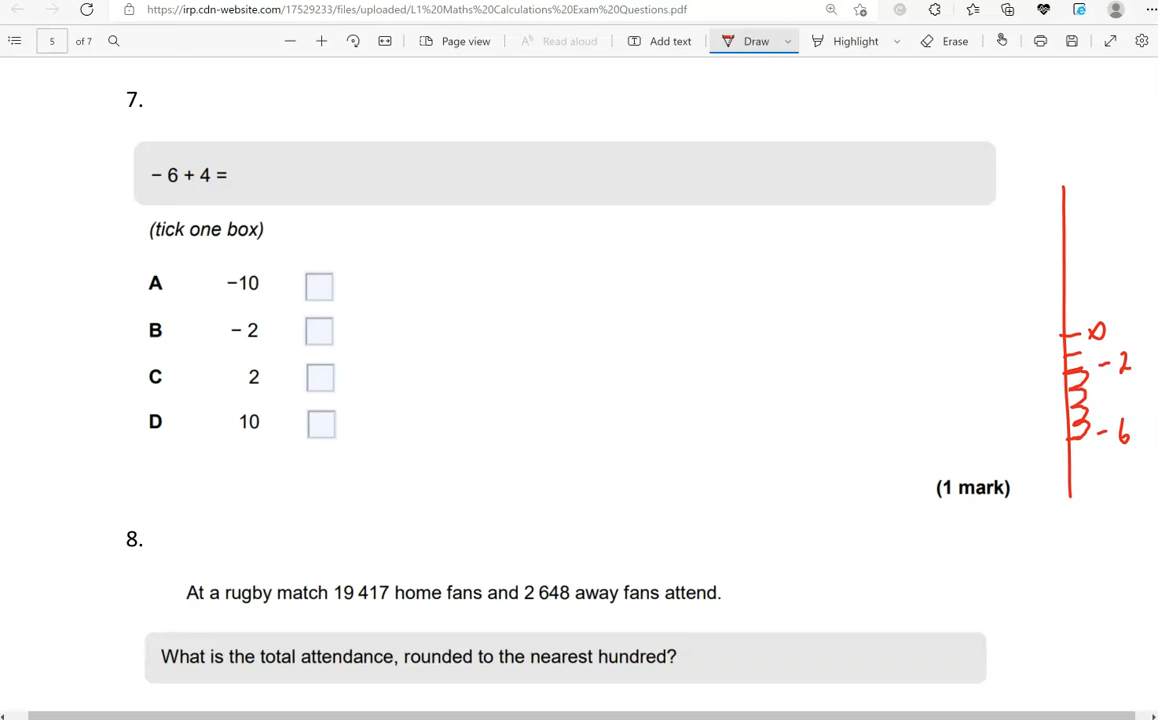 https://irp.cdn-website.com/17529233/files/uploaded/L1%20Maths%20Calculations%20Exam%20Questions.pdf
5 of 7
Page view
Read aloud
Add text
Draw
Highlight
Erase
7.
− 6 + 4 =
(tick one box)
A −10
B − 2
C 2
D 10
0
- 2
- 6
(1 mark)
8.
At a rugby match 19 417 home fans and 2 648 away fans attend.
What is the total attendance, rounded to the nearest hundred?